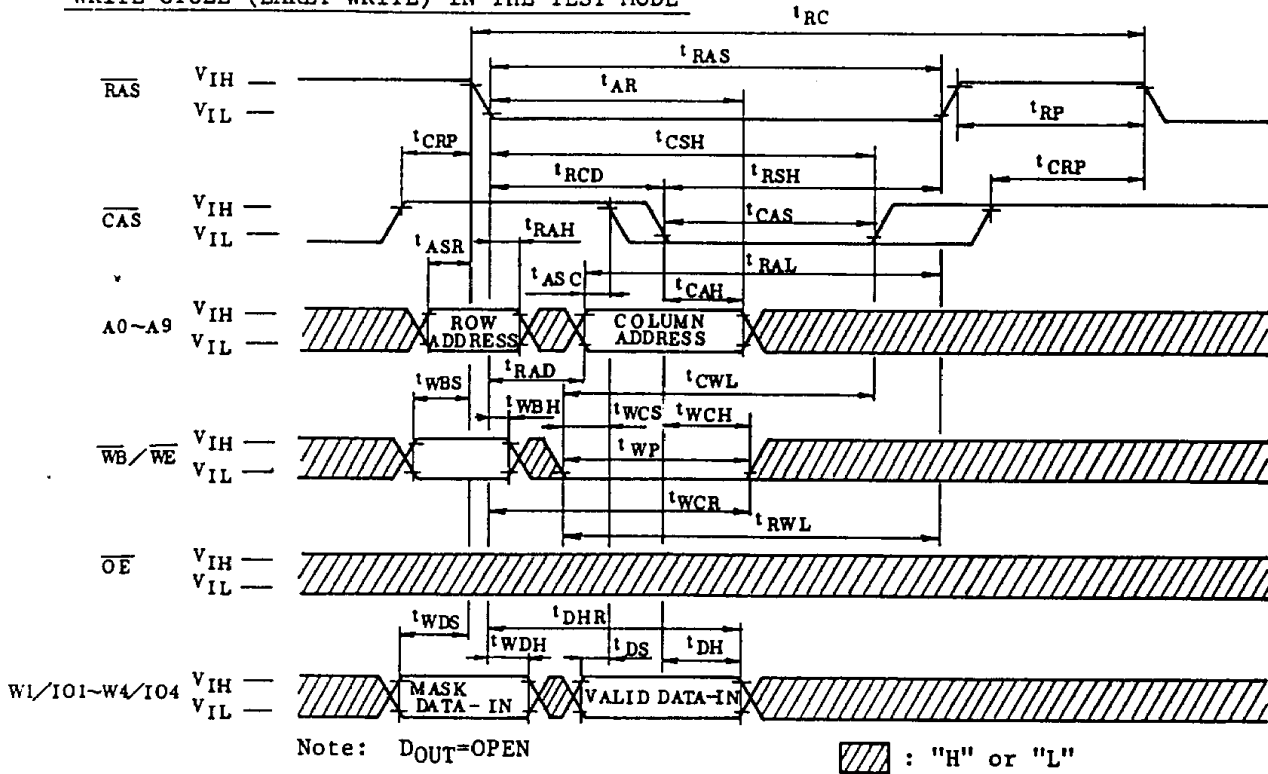 WRITE CYCLE (EARLY WRITE) IN THE TEST MODE
tRC
tRAS
tAR
RAS
VIH
VIL
tRP
tCRP
tCSH
tCRP
tRCD
tRSH
CAS
VIH
VIL
tCAS
tRAH
tASR
tRAL
tASC
tCAH
A0~A9
VIH
VIL
ROW ADDRESS
COLUMN ADDRESS
tRAD
tCWL
tWBS
tWBH
tWCS
tWCH
WB/WE
VIH
VIL
tWP
tWCR
tRWL
OE
VIH
VIL
tWDS
tDHR
tWDH
tDS
tDH
W1/IO1~W4/IO4
VIH
VIL
MASK DATA-IN
VALID DATA-IN
Note: DOUT=OPEN
: "H" or "L"